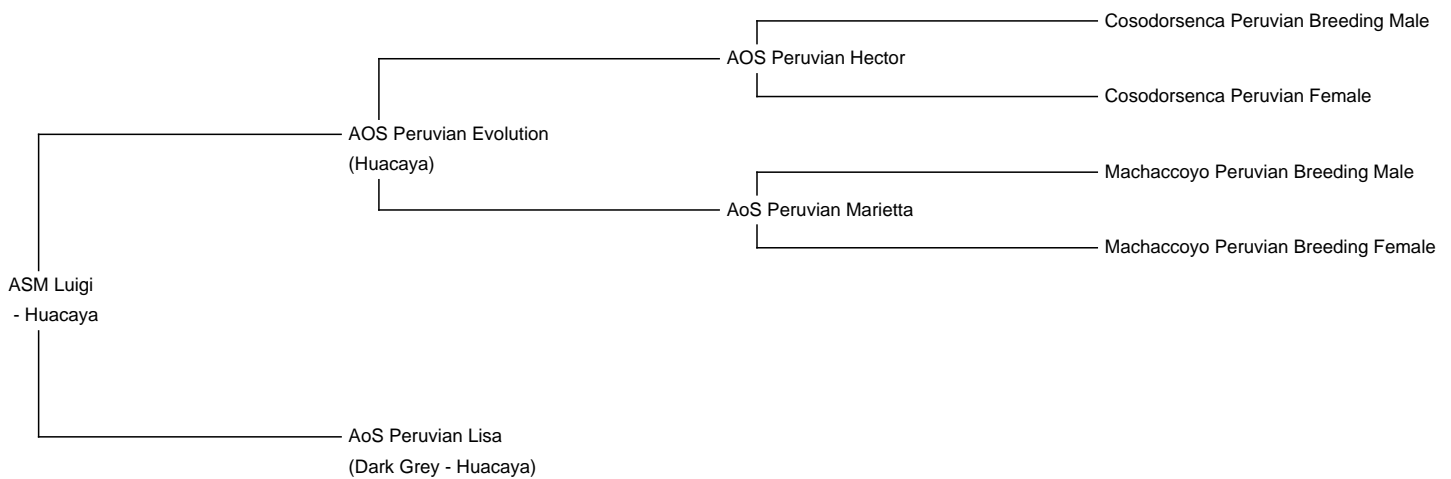 Cosodorsenca Peruvian Breeding Male
AOS Peruvian Hector
Cosodorsenca Peruvian Female
AOS Peruvian Evolution
(Huacaya)
Machaccoyo Peruvian Breeding Male
AoS Peruvian Marietta
Machaccoyo Peruvian Breeding Female
ASM Luigi
- Huacaya
AoS Peruvian Lisa
(Dark Grey - Huacaya)